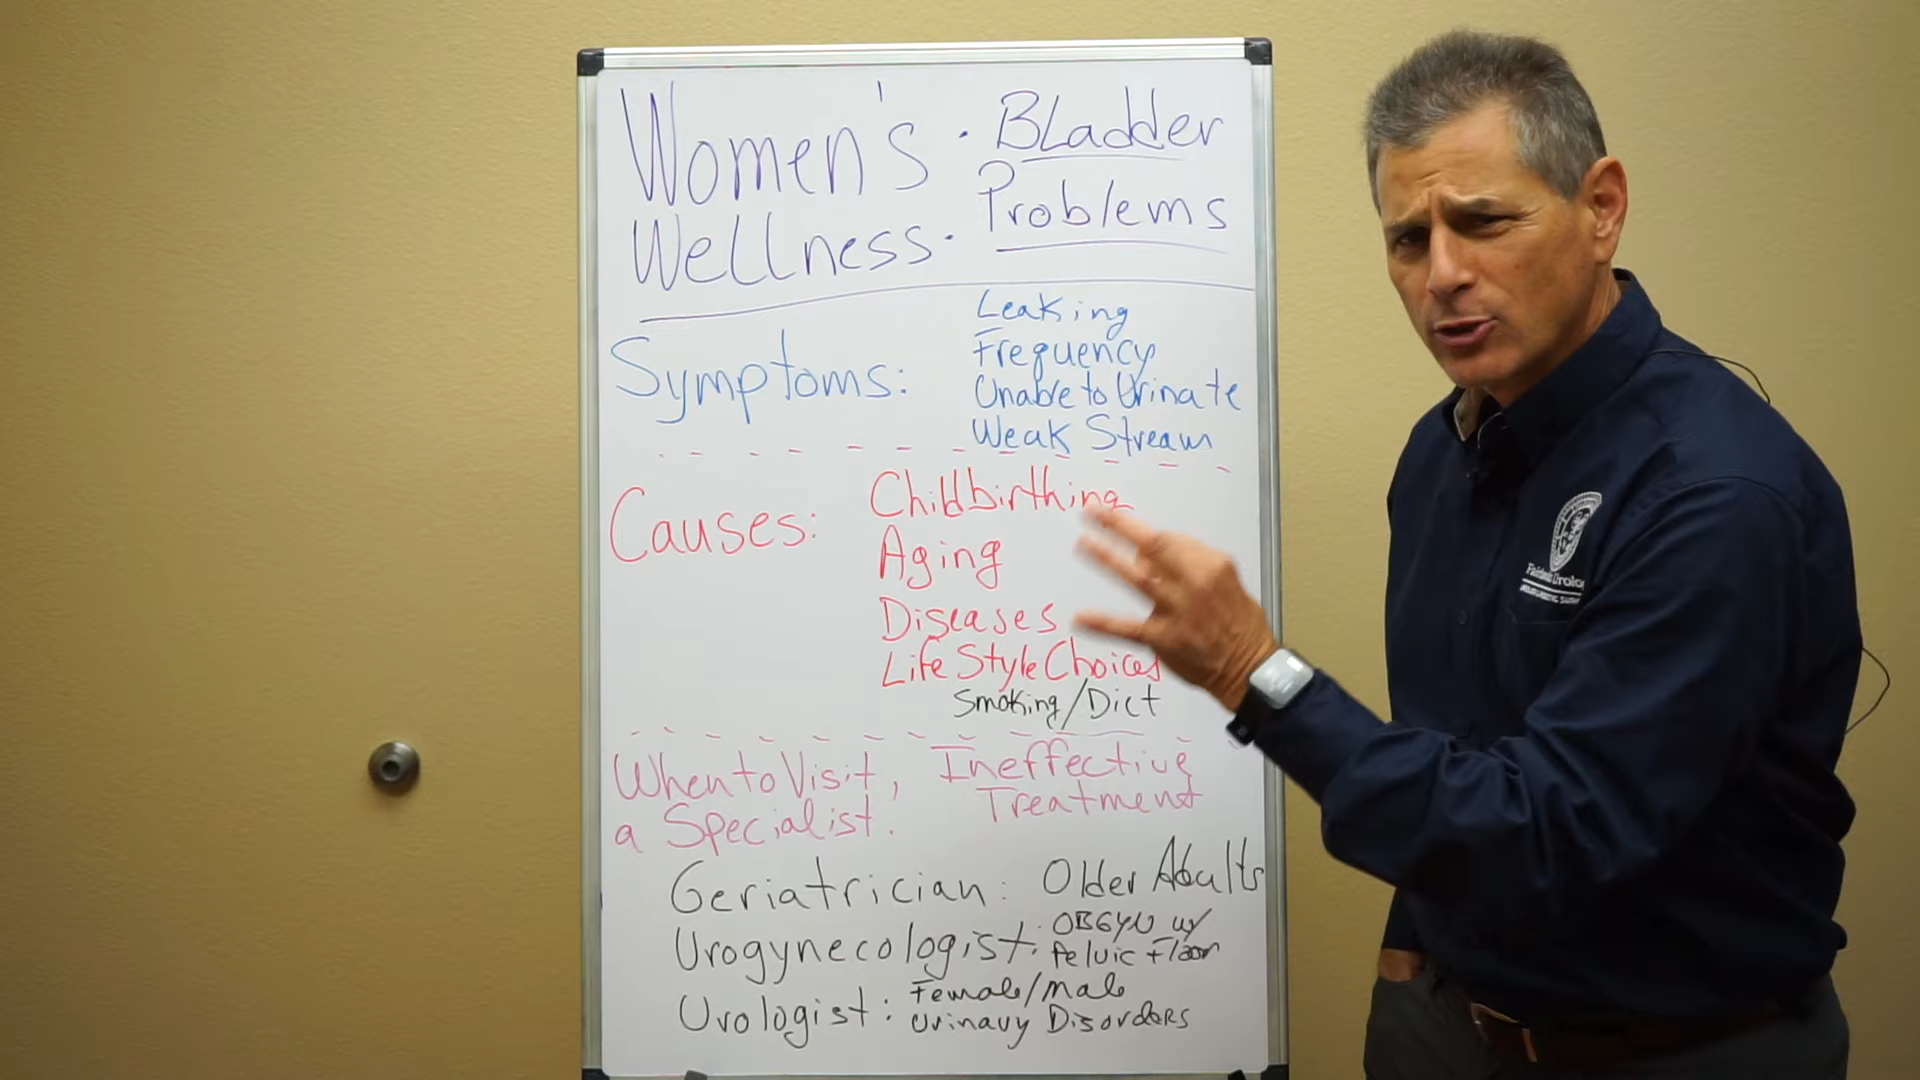 Women's · Bladder
Wellness · Problems
Symptoms: Leaking
Frequency
Unable to Urinate
Weak Stream
Causes: Childbirthing
Aging
Diseases
Life Style Choices
Smoking/Diet
When to Visit, Ineffective
a Specialist. Treatment
Geriatrician: Older Adults
Urogynecologist: OBGYN w/
Pelvic Floor
Urologist: Female/Male
Urinary Disorders